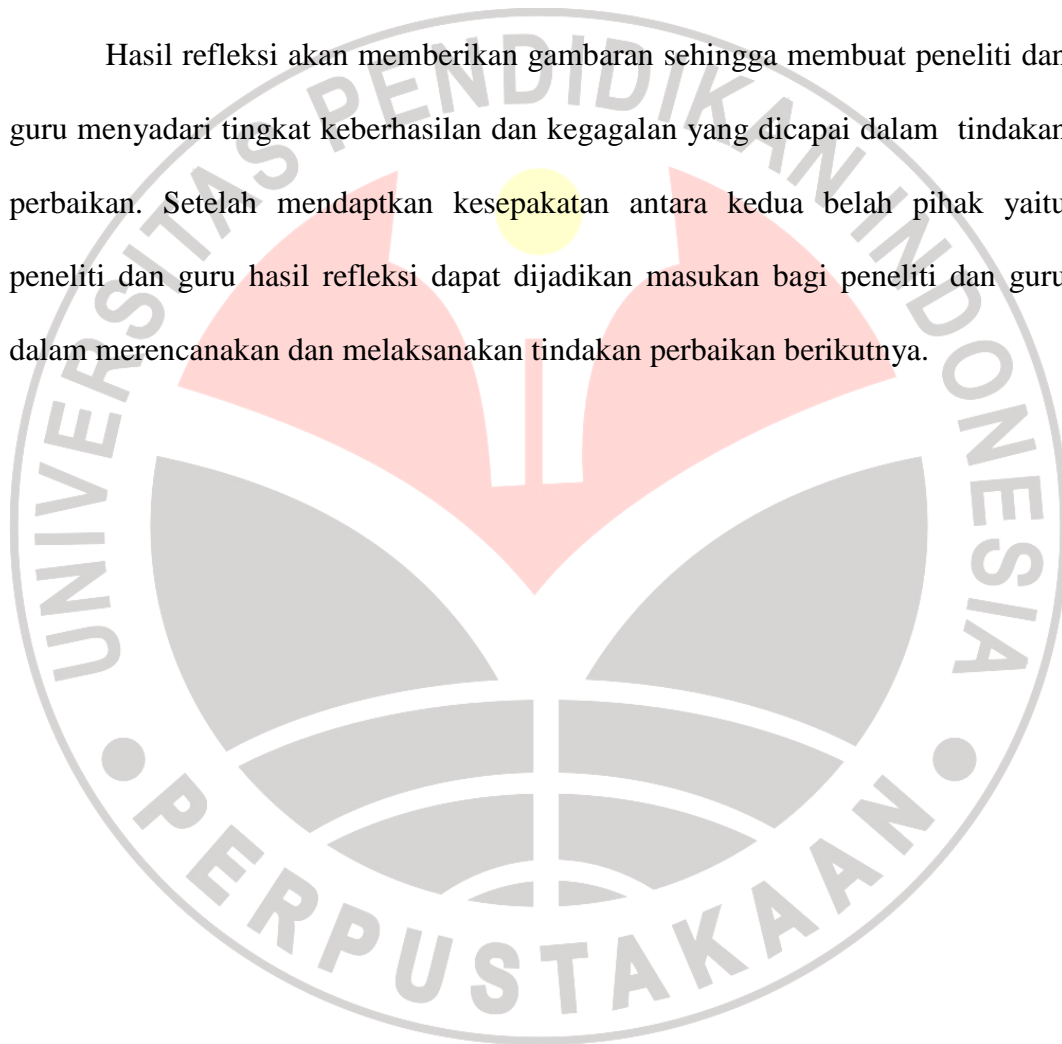 Hasil refleksi akan memberikan gambaran sehingga membuat peneliti dan
guru menyadari tingkat keberhasilan dan kegagalan yang dicapai dalam tindakan
perbaikan. Setelah mendaptkan kesepakatan antara kedua belah pihak yaitu
peneliti dan guru hasil refleksi dapat dijadikan masukan bagi peneliti dan guru
dalam merencanakan dan melaksanakan tindakan perbaikan berikutnya.
UNIVERSITAS PENDIDIKAN INDONESIA
PERPUSTAKAAN